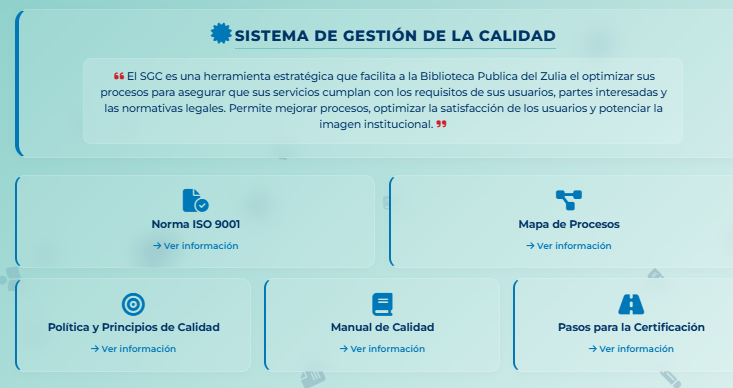 SISTEMA DE GESTIÓN DE LA CALIDAD
❝ El SGC es una herramienta estratégica que facilita a la Biblioteca Publica del Zulia el optimizar sus
procesos para asegurar que sus servicios cumplan con los requisitos de sus usuarios, partes interesadas y
las normativas legales. Permite mejorar procesos, optimizar la satisfacción de los usuarios y potenciar la
imagen institucional. ❞
Norma ISO 9001
→ Ver información
Mapa de Procesos
→ Ver información
Política y Principios de Calidad
→ Ver información
Manual de Calidad
→ Ver información
Pasos para la Certificación
→ Ver información